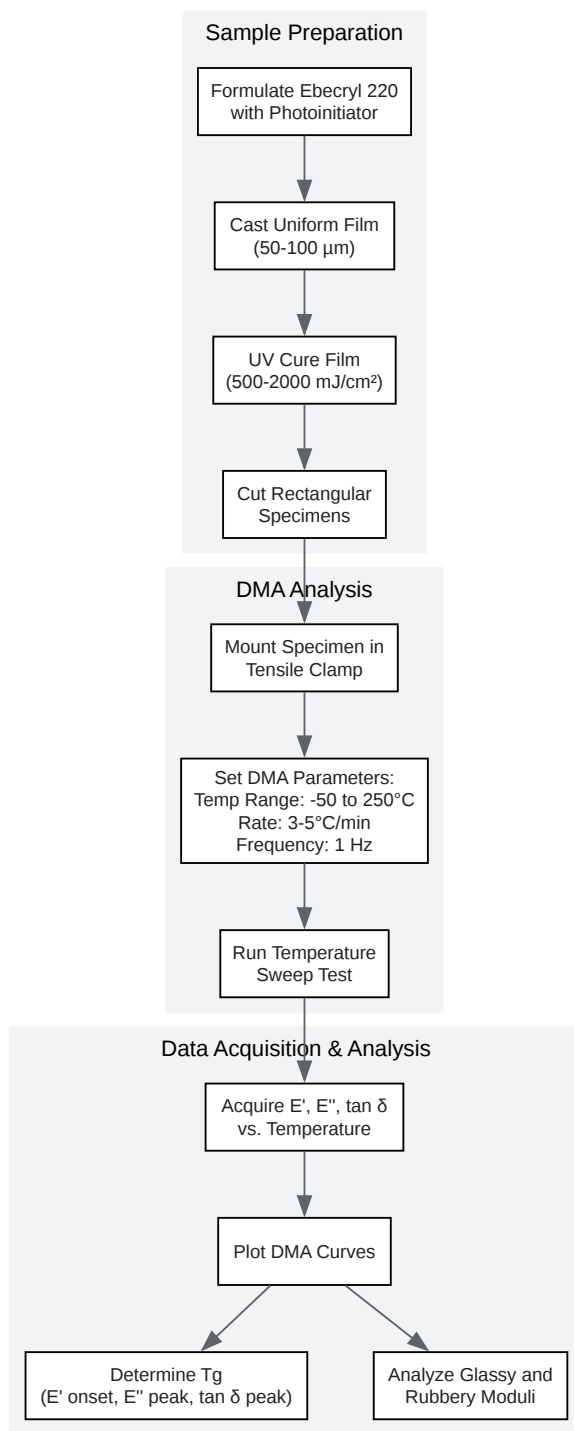 Sample Preparation
Formulate Ebecryl 220
with Photoinitiator
Cast Uniform Film
(50-100 µm)
UV Cure Film
(500-2000 mJ/cm²)
Cut Rectangular
Specimens
DMA Analysis
Mount Specimen in
Tensile Clamp
Set DMA Parameters:
Temp Range: -50 to 250°C
Rate: 3-5°C/min
Frequency: 1 Hz
Run Temperature
Sweep Test
Data Acquisition & Analysis
Acquire E', E'', tan δ
vs. Temperature
Plot DMA Curves
Determine Tg
(E' onset, E'' peak, tan δ peak)
Analyze Glassy and
Rubbery Moduli